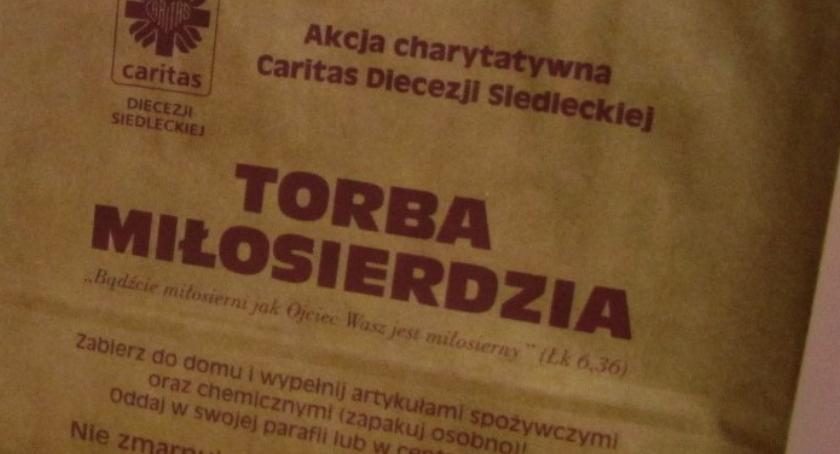 CARITAS
caritas
DIECEZJI
SIEDLECKIEJ
Akcja charytatywna
Caritas Diecezji Siedleckiej
TORBA
MIŁOSIERDZIA
„Bądźcie miłosierni jak Ojciec Wasz jest miłosierny” (Łk 6,36)
Zabierz do domu i wypełnij artykułami spożywczymi
oraz chemicznymi (zapakuj osobno)!
Oddaj w swojej parafii lub w
Nie